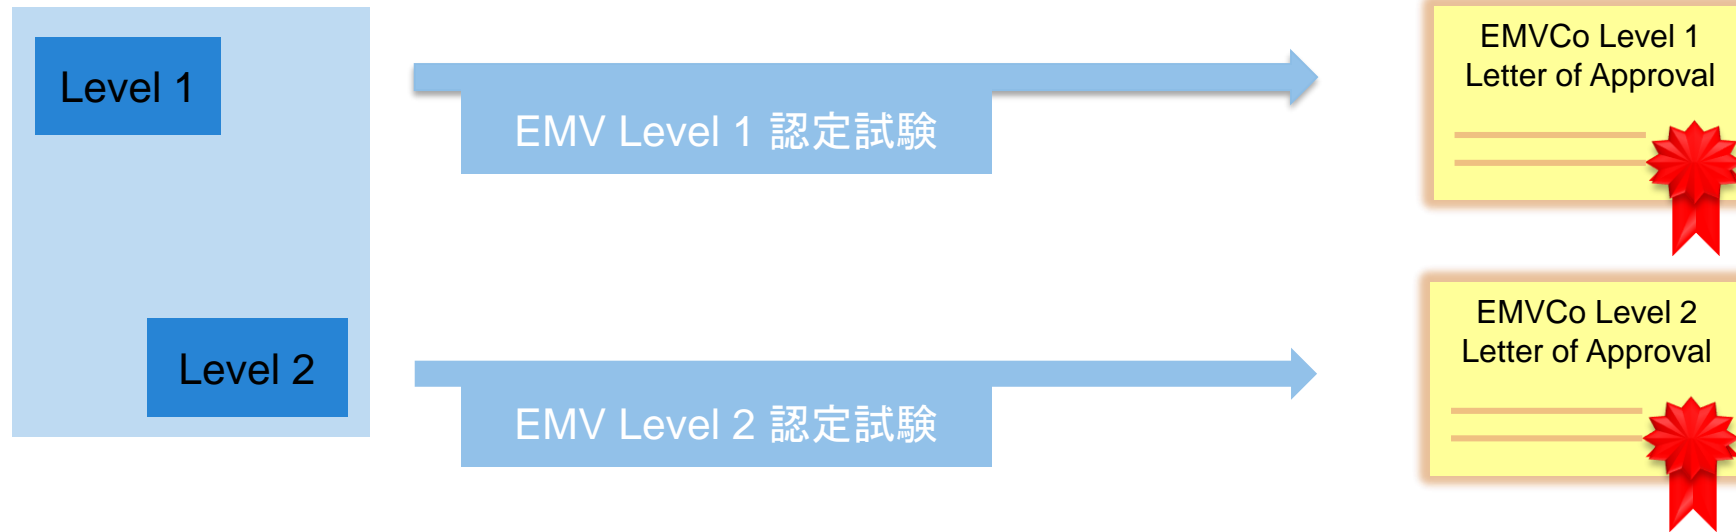 Level 1
EMV Level 1 認定試験
EMVCo Level 1
Letter of Approval
Level 2
EMV Level 2 認定試験
EMVCo Level 2
Letter of Approval